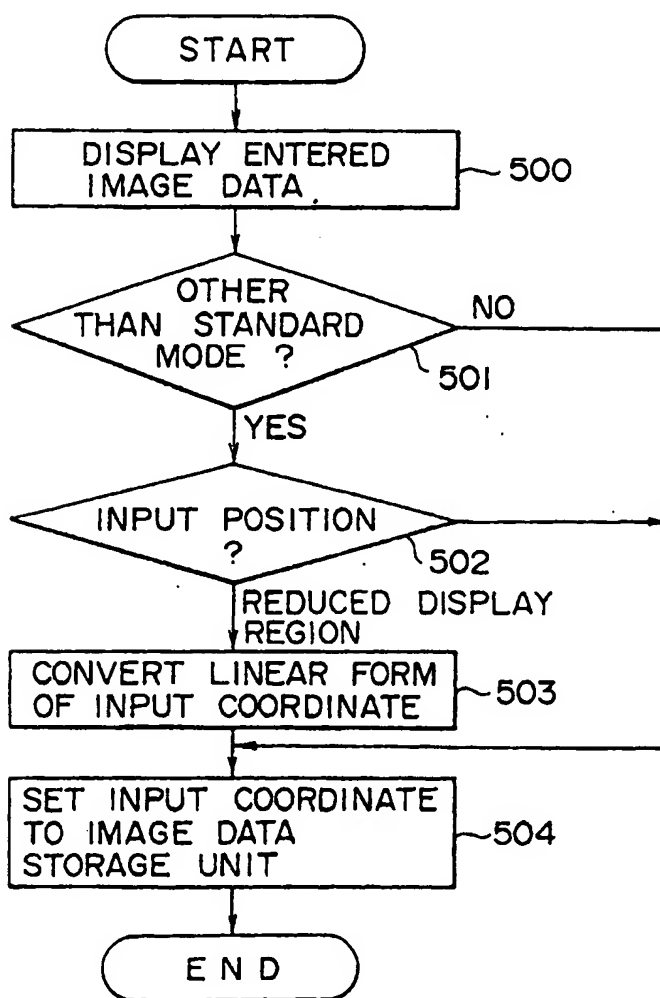 START
DISPLAY ENTERED
IMAGE DATA
500
OTHER
THAN STANDARD
MODE ?
NO
501
YES
INPUT POSITION
?
502
REDUCED DISPLAY
REGION
CONVERT LINEAR FORM
OF INPUT COORDINATE
503
SET INPUT COORDINATE
TO IMAGE DATA
STORAGE UNIT
504
END